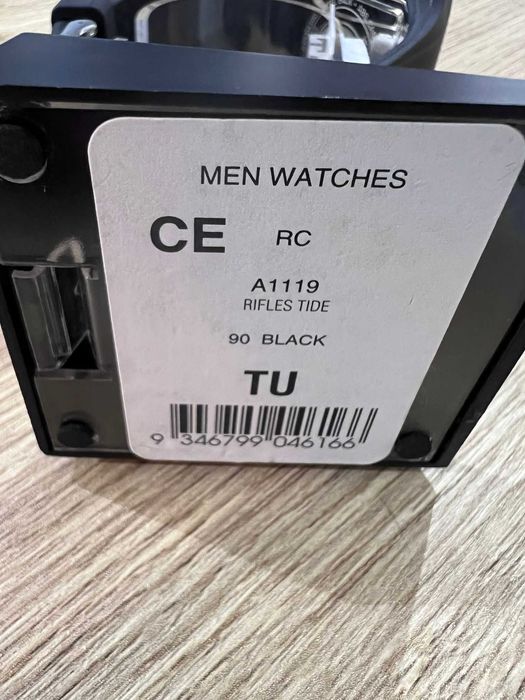 MEN WATCHES
CE RC
A1119
RIFLES TIDE
90 BLACK
TU
9 346799 046166